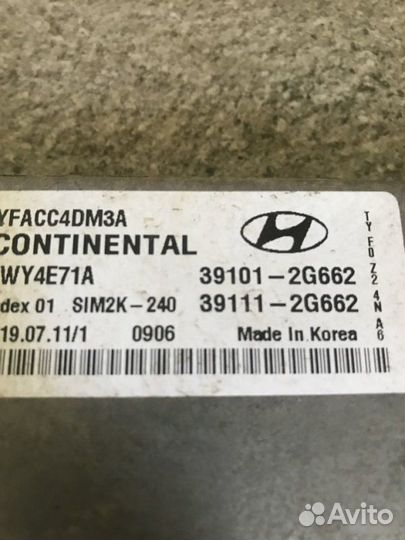 YFACC4DM3A
CONTINENTAL
WY4E71A 39101-2G662
dex 01 SIM2K-240 39111-2G662
19.07.11/1 0906 Made in Korea
TYF0Z24NA6
Avito